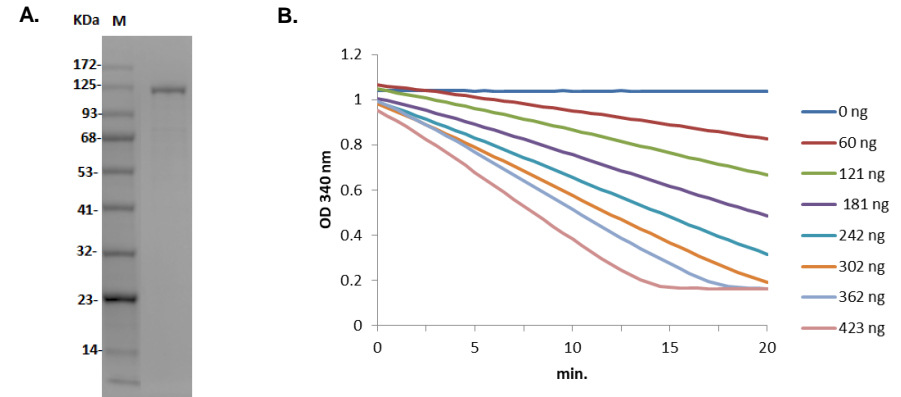 A.
KDa M
172-
125-
93-
68-
53-
41-
32-
23-
14-
B.
1.2
1
0.8
0.6
0.4
0.2
0
OD 340 nm
0 5 10 15 20
min.
0 ng
60 ng
121 ng
181 ng
242 ng
302 ng
362 ng
423 ng